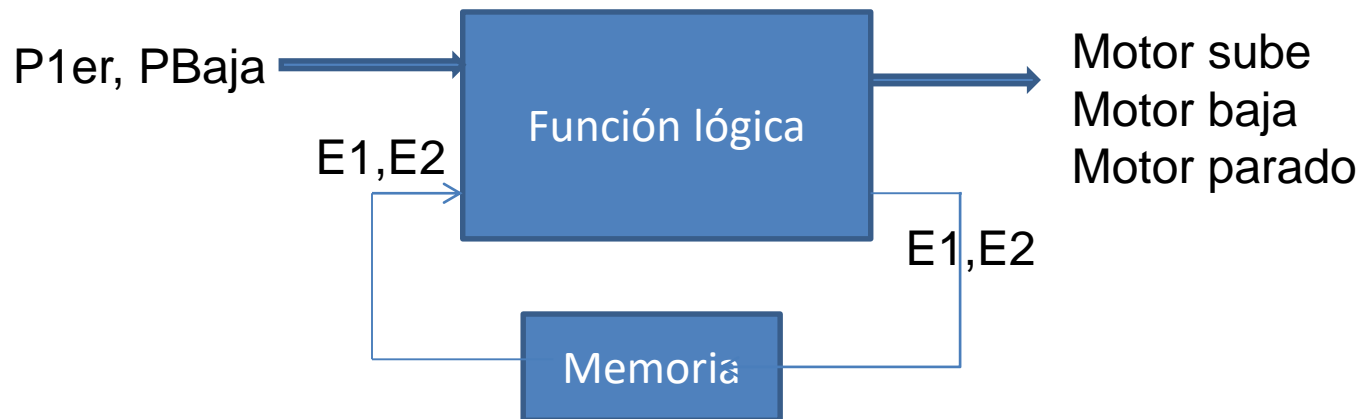 P1er, PBaja
Función lógica
Motor sube
Motor baja
Motor parado
E1,E2
E1,E2
Memoria